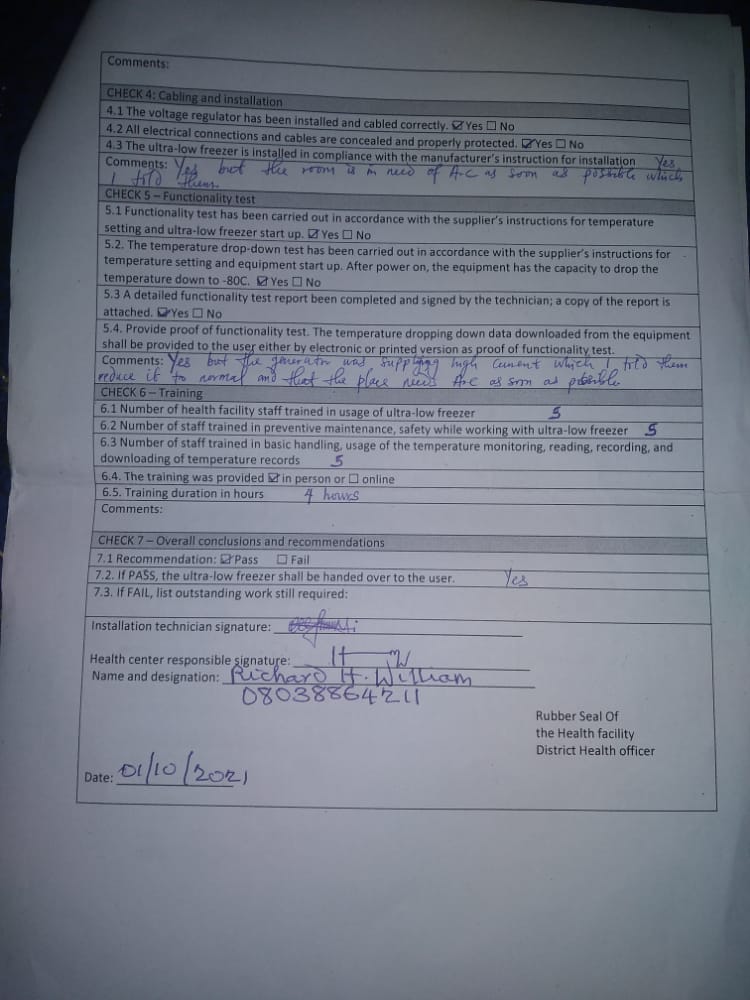 Comments:
CHECK 4: Cabling and installation
4.1 The voltage regulator has been installed and cabled correctly. ☑ Yes ☐ No
4.2 All electrical connections and cables are concealed and properly protected. ☑ Yes ☐ No
4.3 The ultra-low freezer is installed in compliance with the manufacturer's instruction for installation Yes
Comments: Yes but the room is in need of A-C as soon as possible which
I told them.
CHECK 5 – Functionality test
5.1 Functionality test has been carried out in accordance with the supplier's instructions for temperature
setting and ultra-low freezer start up. ☑ Yes ☐ No
5.2. The temperature drop-down test has been carried out in accordance with the supplier's instructions for
temperature setting and equipment start up. After power on, the equipment has the capacity to drop the
temperature down to -80C. ☑ Yes ☐ No
5.3 A detailed functionality test report been completed and signed by the technician; a copy of the report is
attached. ☑ Yes ☐ No
5.4. Provide proof of functionality test. The temperature dropping down data downloaded from the equipment
shall be provided to the user either by electronic or printed version as proof of functionality test.
Comments: Yes but the generator was supplying high current which I told them
reduce it to normal and that the place needs A-C as soon as possible
CHECK 6 – Training
6.1 Number of health facility staff trained in usage of ultra-low freezer 5
6.2 Number of staff trained in preventive maintenance, safety while working with ultra-low freezer 5
6.3 Number of staff trained in basic handling, usage of the temperature monitoring, reading, recording, and
downloading of temperature records 5
6.4. The training was provided ☑ in person or ☐ online
6.5. Training duration in hours 4 hours
Comments:
CHECK 7 – Overall conclusions and recommendations
7.1 Recommendation: ☑ Pass ☐ Fail
7.2. If PASS, the ultra-low freezer shall be handed over to the user. Yes
7.3. If FAIL, list outstanding work still required:
Installation technician signature:
Health center responsible signature:
Name and designation: Richard H. William
08038864211
Rubber Seal Of
the Health facility
District Health officer
Date: 01/10/2021